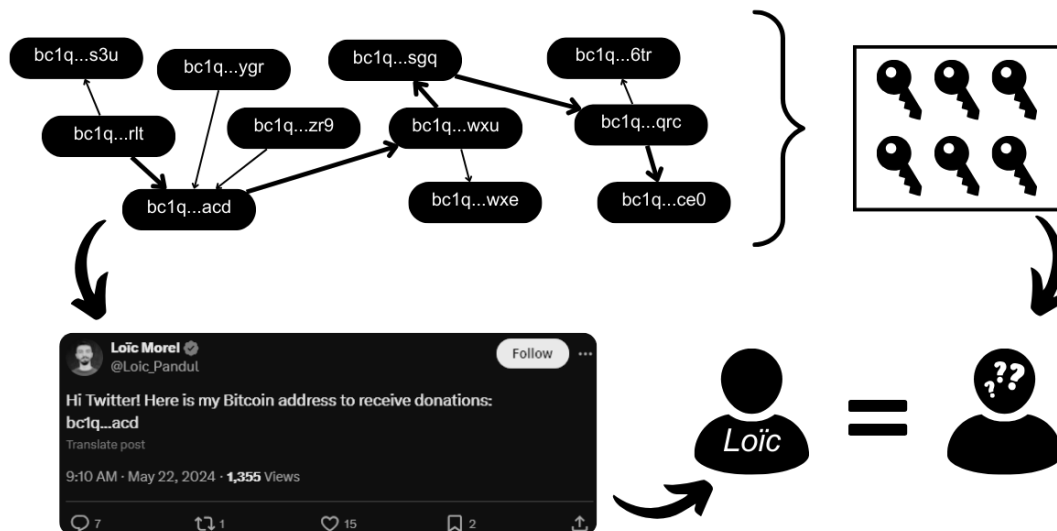 bc1q...s3u
bc1q...ygr
bc1q...sgq
bc1q...6tr
bc1q...rlt
bc1q...zr9
bc1q...wxu
bc1q...qrc
bc1q...acd
bc1q...wxe
bc1q...ce0
Loïc Morel
@Loic_Pandul
Follow
Hi Twitter! Here is my Bitcoin address to receive donations:
bc1q...acd
Translate post
9:10 AM · May 22, 2024 · 1,355 Views
7 1 15 2
Loïc
=
???